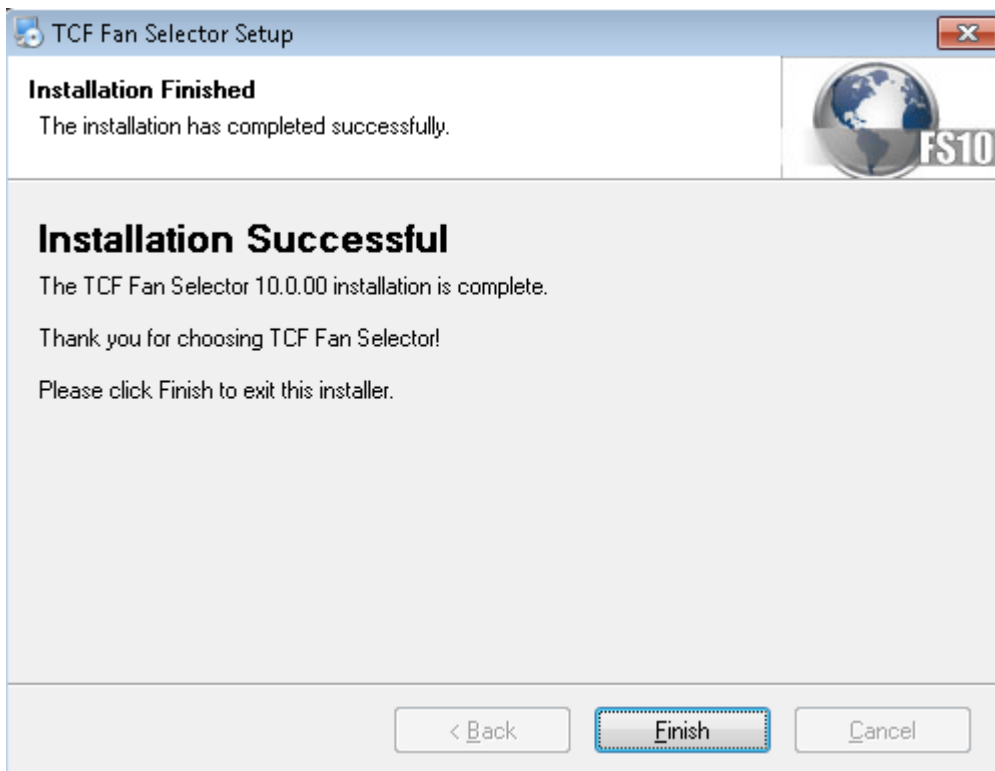 TCF Fan Selector Setup
Installation Finished
The installation has completed successfully.
FS10
Installation Successful
The TCF Fan Selector 10.0.00 installation is complete.
Thank you for choosing TCF Fan Selector!
Please click Finish to exit this installer.
< Back
Finish
Cancel